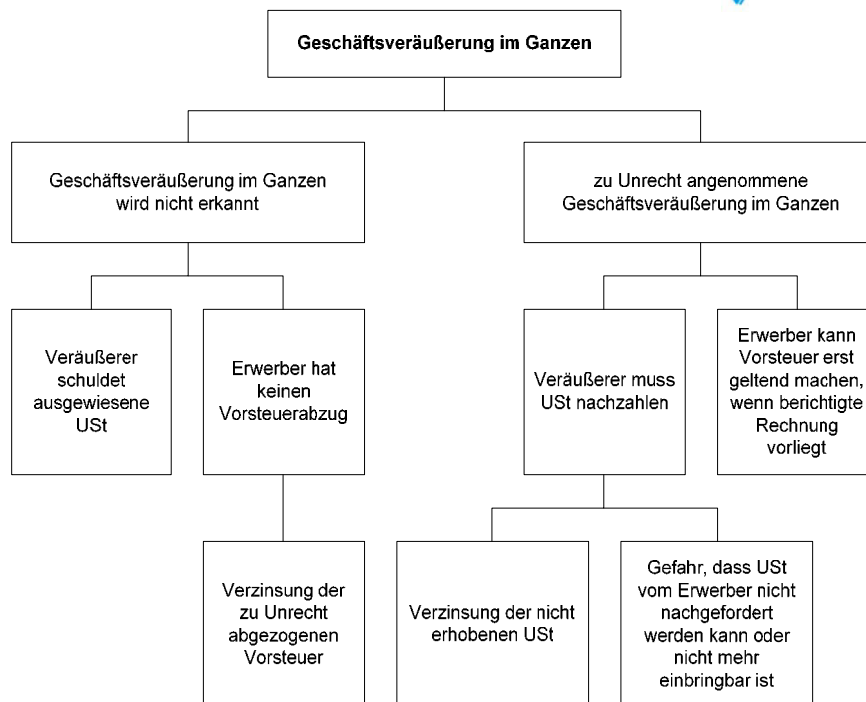 Geschäftsveräußerung im Ganzen
Geschäftsveräußerung im Ganzen
wird nicht erkannt
zu Unrecht angenommene
Geschäftsveräußerung im Ganzen
Veräußerer
schuldet
ausgewiesene
USt
Erwerber hat
keinen
Vorsteuerabzug
Veräußerer muss
USt nachzahlen
Erwerber kann
Vorsteuer erst
geltend machen,
wenn berichtigte
Rechnung
vorliegt
Verzinsung der
zu Unrecht
abgezogenen
Vorsteuer
Verzinsung der nicht
erhobenen USt
Gefahr, dass USt
vom Erwerber nicht
nachgefordert
werden kann oder
nicht mehr
einbringbar ist